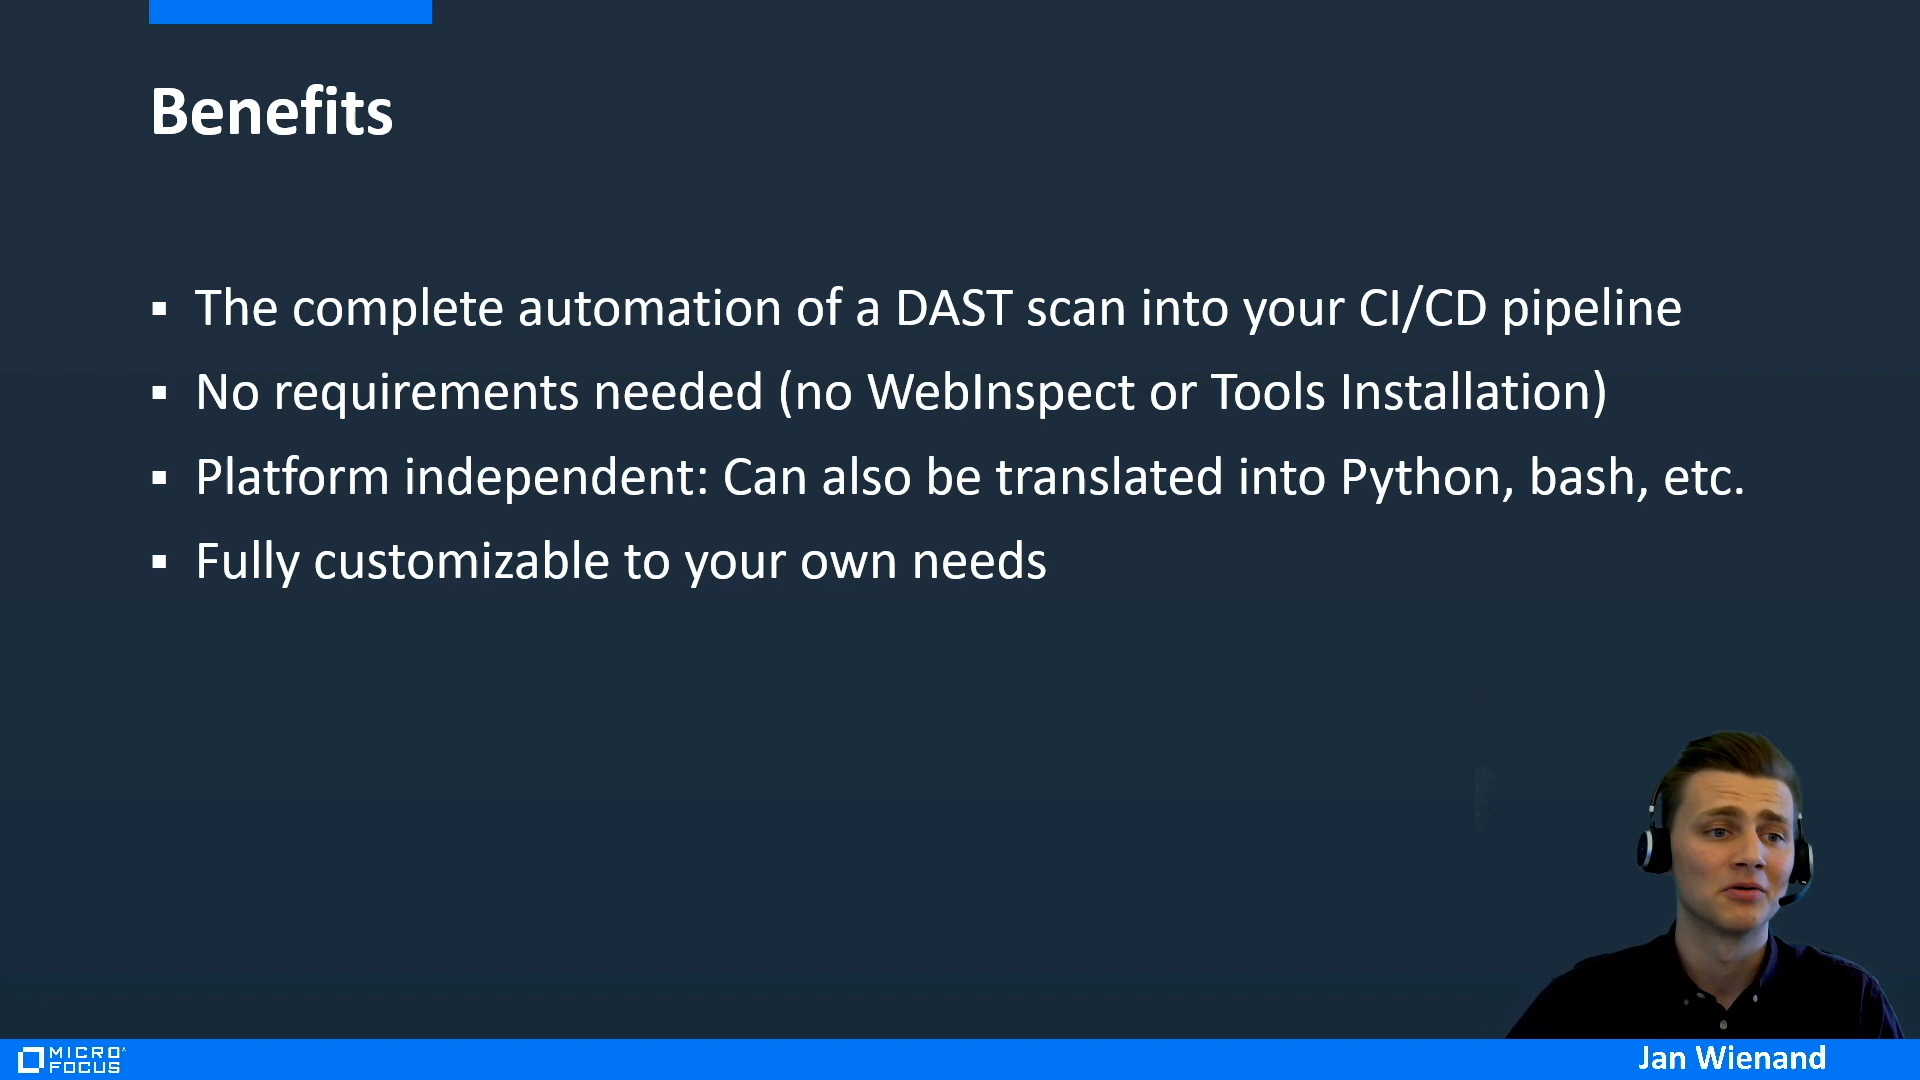 Benefits
▪ The complete automation of a DAST scan into your CI/CD pipeline
▪ No requirements needed (no WebInspect or Tools Installation)
▪ Platform independent: Can also be translated into Python, bash, etc.
▪ Fully customizable to your own needs
MICRO
FOCUS
Jan Wienand